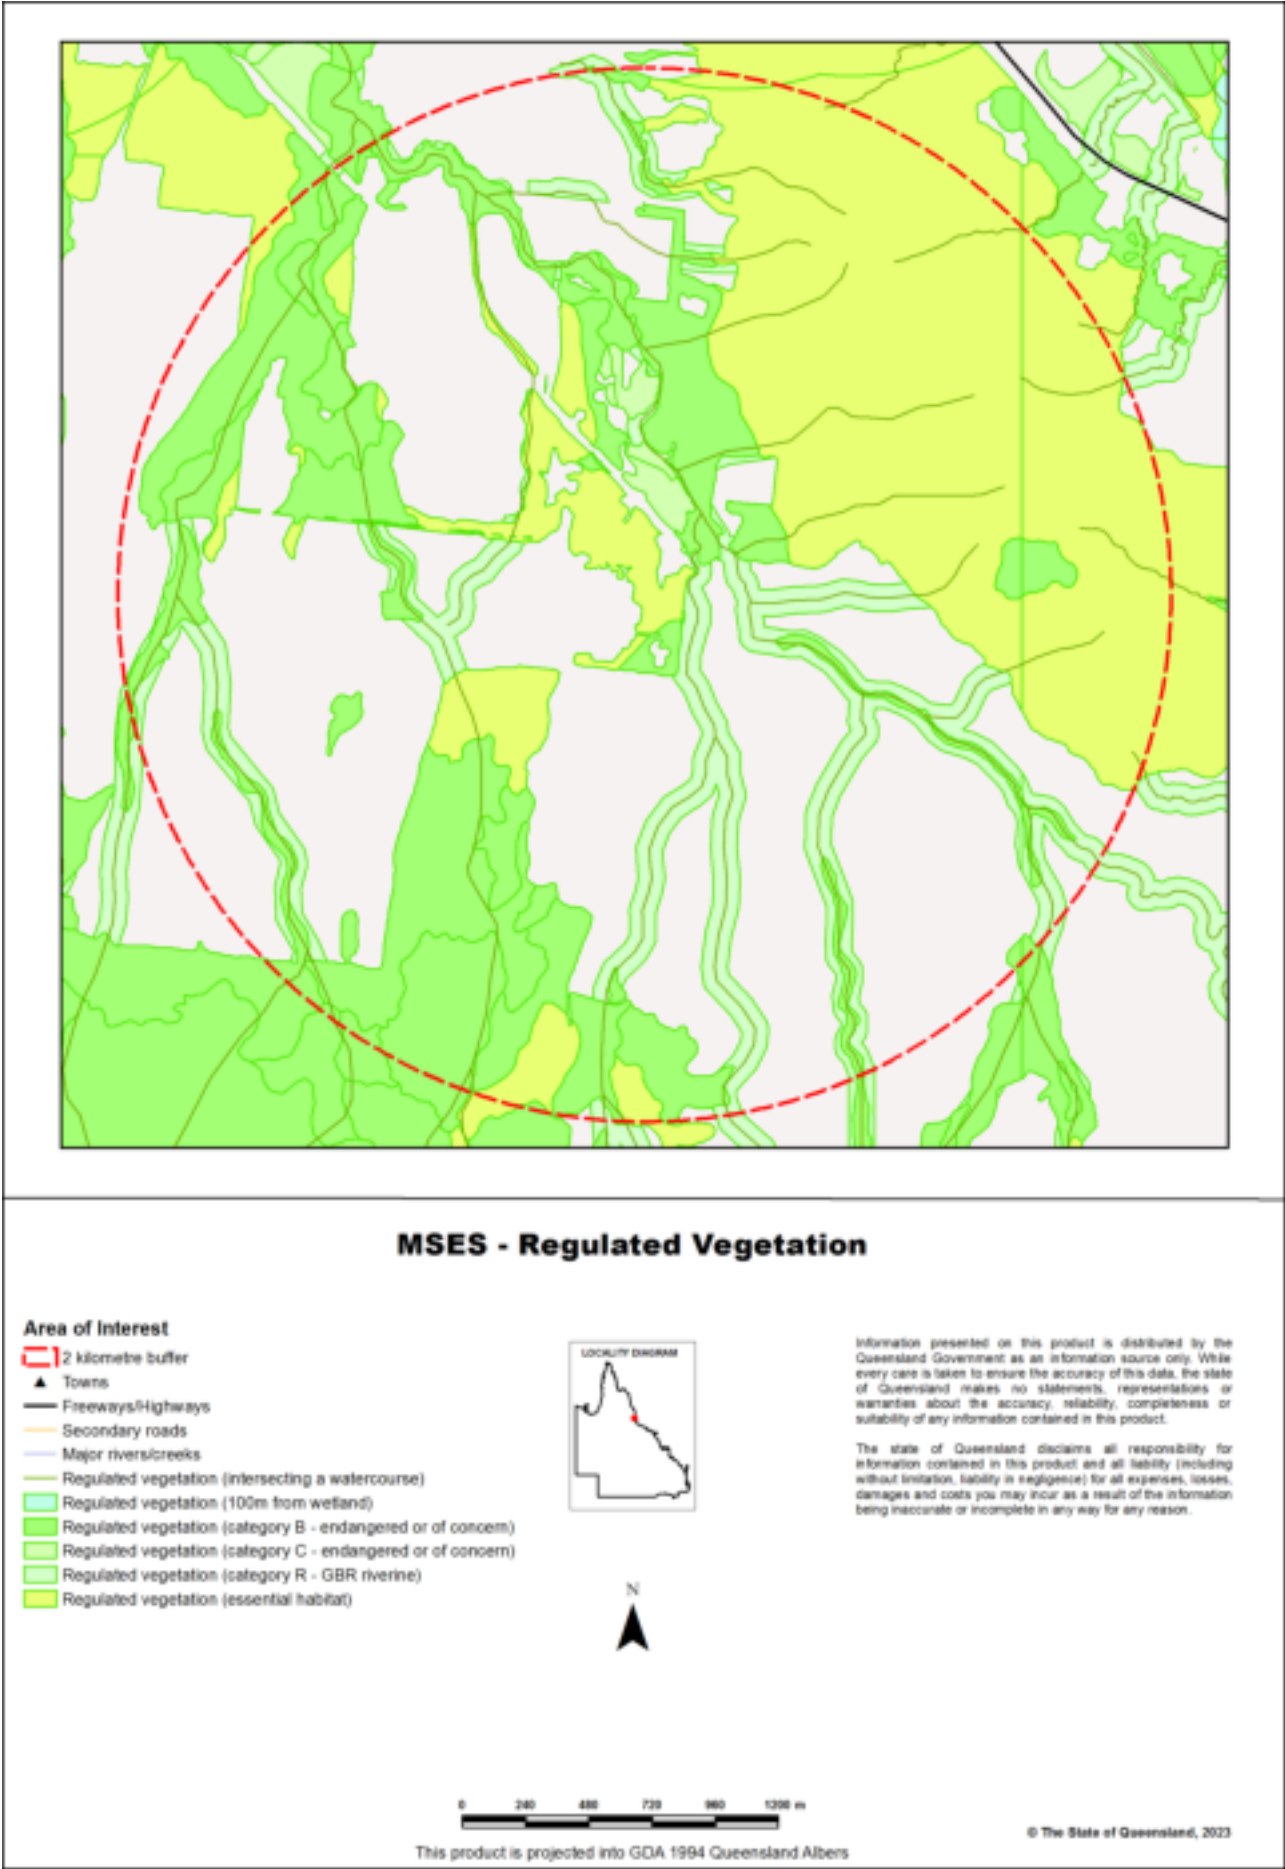 MSES - Regulated Vegetation
Area of Interest
2 kilometre buffer
Towns
Freeways/Highways
Secondary roads
Major rivers/creeks
Regulated vegetation (intersecting a watercourse)
Regulated vegetation (100m from wetland)
Regulated vegetation (category B - endangered or of concern)
Regulated vegetation (category C - endangered or of concern)
Regulated vegetation (category R - GBR riverine)
Regulated vegetation (essential habitat)
LOCALITY DIAGRAM
N
Information presented on this product is distributed by the
Queensland Government as an information source only. While
every care is taken to ensure the accuracy of this data, the state
of Queensland makes no statements, representations or
warranties about the accuracy, reliability, completeness or
suitability of any information contained in this product.
The state of Queensland disclaims all responsibility for
information contained in this product and all liability (including
without limitation, liability in negligence) for all expenses, losses,
damages and costs you may incur as a result of the information
being inaccurate or incomplete in any way for any reason.
0 240 480 720 960 1200 m
This product is projected into GDA 1994 Queensland Albers
© The State of Queensland, 2023